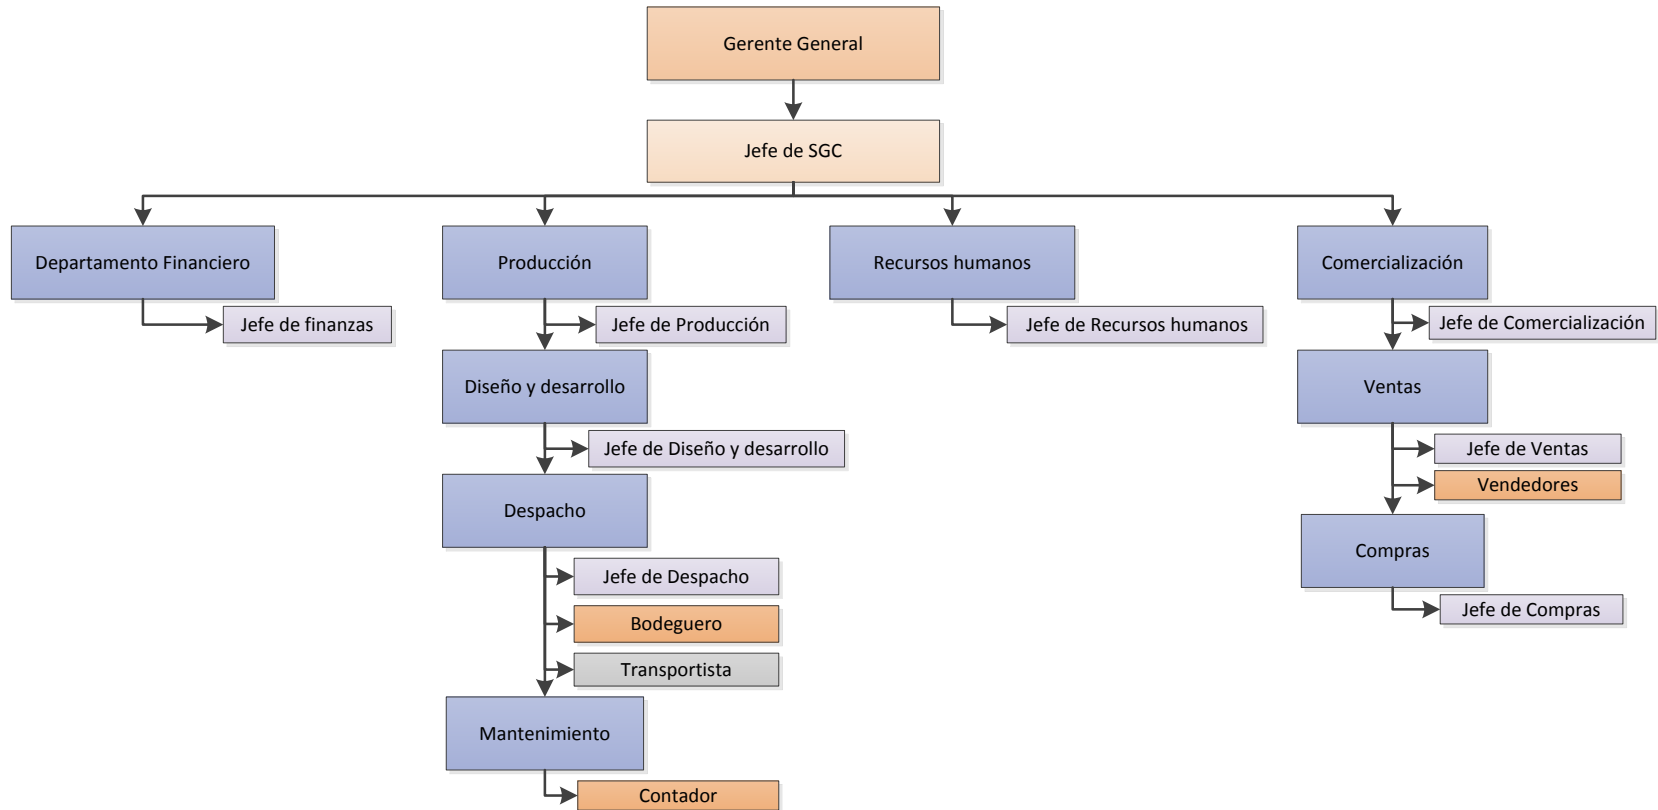 Gerente General
Jefe de SGC
Departamento Financiero
Producción
Recursos humanos
Comercialización
Jefe de finanzas
Jefe de Producción
Jefe de Recursos humanos
Jefe de Comercialización
Diseño y desarrollo
Ventas
Jefe de Diseño y desarrollo
Jefe de Ventas
Vendedores
Despacho
Compras
Jefe de Despacho
Jefe de Compras
Bodeguero
Transportista
Mantenimiento
Contador